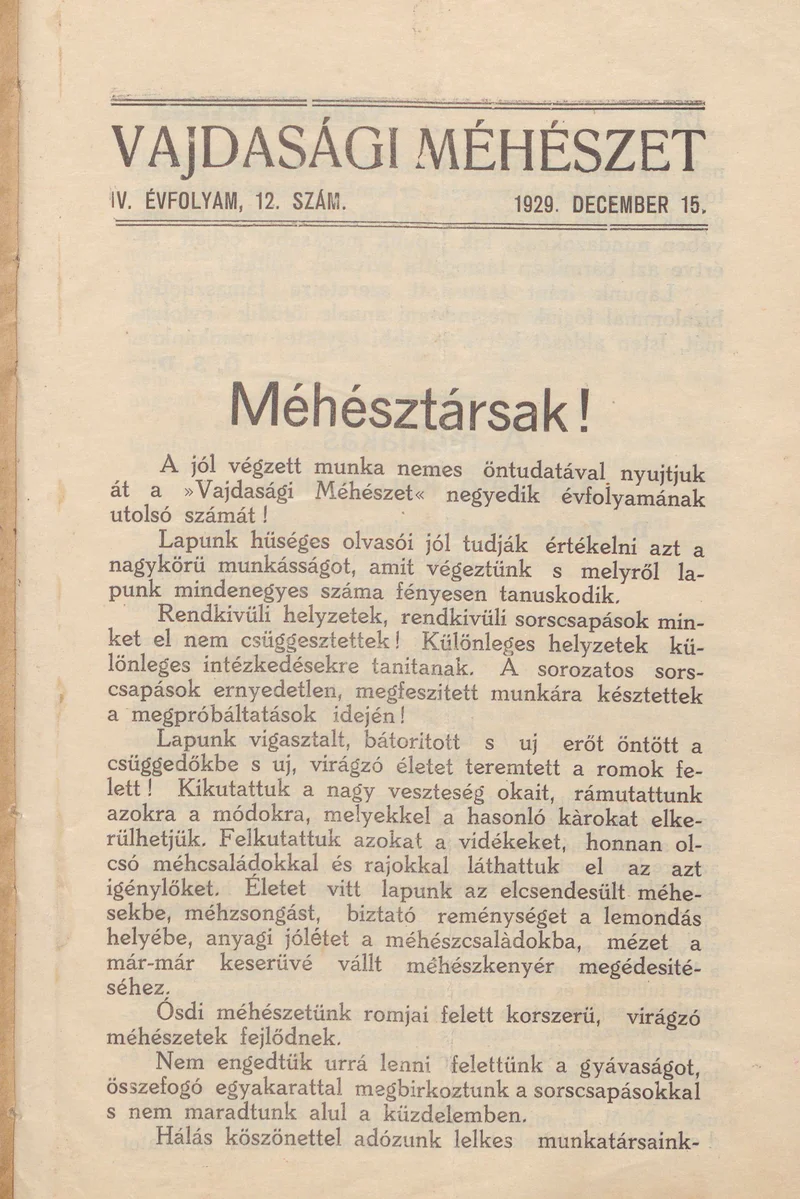 VAJDASÁGI MÉHÉSZET
IV. ÉVFOLYAM, 12. SZÁM. 1929. DECEMBER 15.
Méhésztársak!
A jól végzett munka nemes öntudatával nyujtjuk
át a »Vajdasági Méhészet« negyedik évfolyamának
utolsó számát!
Lapunk hüséges olvasói jól tudják értékelni azt a
nagykörü munkásságot, amit végeztünk s melyről la-
punk mindenegyes száma fényesen tanuskodik.
Rendkivüli helyzetek, rendkivüli sorscsapások min-
ket el nem csüggesztettek! Különleges helyzetek kü-
lönleges intézkedésekre tanitanak. A sorozatos sors-
csapások ernyedetlen, megfeszitett munkára késztettek
a megpróbáltatások idején!
Lapunk vigasztalt, bátoritott s uj erőt öntött a
csüggedőkbe s uj, virágzó életet teremtett a romok fe-
lett! Kikutattuk a nagy veszteség okait, rámutattunk
azokra a módokra, melyekkel a hasonló kàrokat elke-
rülhetjük. Felkutattuk azokat a vidékeket, honnan ol-
csó méhcsaládokkal és rajokkal láthattuk el az azt
igénylőket. Életet vitt lapunk az elcsendesült méhe-
sekbe, méhzsongást, biztató reménységet a lemondás
helyébe, anyagi jólétet a méhészcsalàdokba, mézet a
már-már keserüvé vállt méhészkenyér megédesité-
séhez.
Ósdi méhészetünk romjai felett korszerü, virágzó
méhészetek fejlődnek.
Nem engedtük urrá lenni felettünk a gyávaságot,
összefogó egyakarattal megbirkoztunk a sorscsapásokkal
s nem maradtunk alul a küzdelemben.
Hálás köszönettel adózunk lelkes munkatársaink-